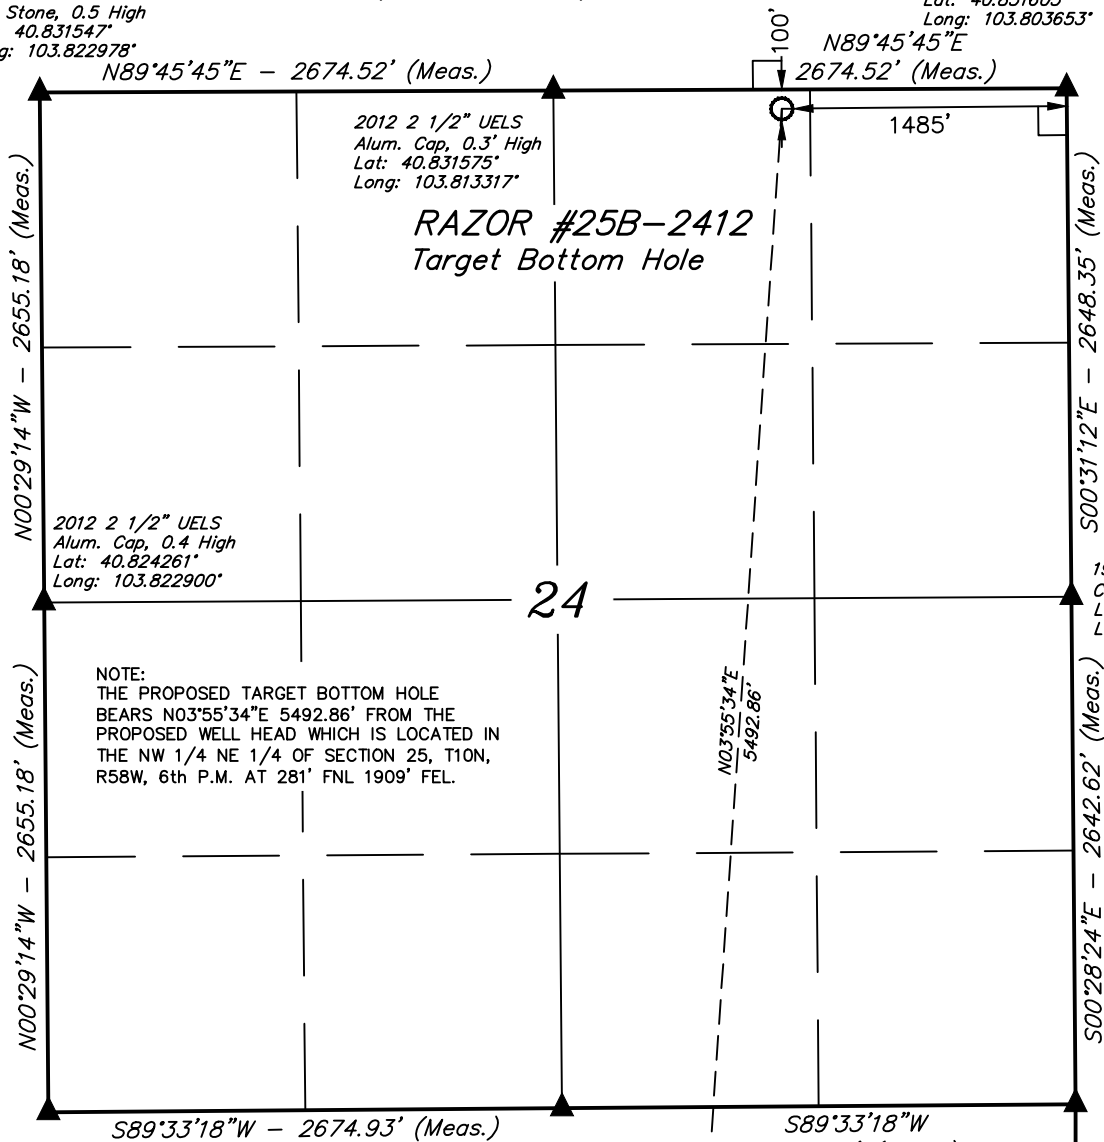 Stone, 0.5 High
40.831547°
g: 103.822978°
Long: 103.803653°
N89°45'45"E - 2674.52' (Meas.)
100'
N89°45'45"E
2674.52' (Meas.)
1485'
2012 2 1/2" UELS
Alum. Cap, 0.3' High
Lat: 40.831575°
Long: 103.813317°
RAZOR #25B-2412
Target Bottom Hole
N00°29'14"W - 2655.18' (Meas.)
S00°31'12"E - 2648.35' (Meas.)
2012 2 1/2" UELS
Alum. Cap, 0.4 High
Lat: 40.824261°
Long: 103.822900°
24
NOTE:
THE PROPOSED TARGET BOTTOM HOLE
BEARS N03°55'34"E 5492.86' FROM THE
PROPOSED WELL HEAD WHICH IS LOCATED IN
THE NW 1/4 NE 1/4 OF SECTION 25, T10N,
R58W, 6th P.M. AT 281' FNL 1909' FEL.
N03°55'34"E
5492.86'
N00°29'14"W - 2655.18' (Meas.)
S00°28'24"E - 2642.62' (Meas.)
S89°33'18"W - 2674.93' (Meas.)
S89°33'18"W